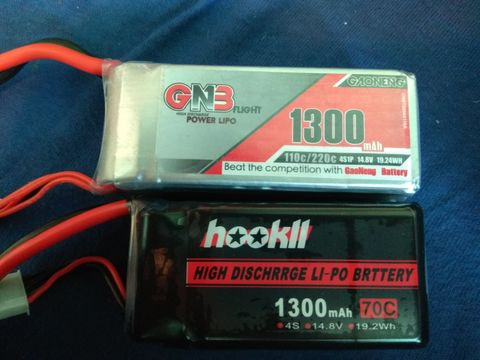 GAONENG
GNB FLIGHT
HIGH DISCHARGE
POWER LIPO
1300mAh
110c/220c 4S1P 14.8V 19.24WH
Beat the competition with GaoNeng Battery
hookll
HIGH DISCHRRGE LI-PO BRTTERY
1300mAh 70C
4S 14.8V 19.2Wh